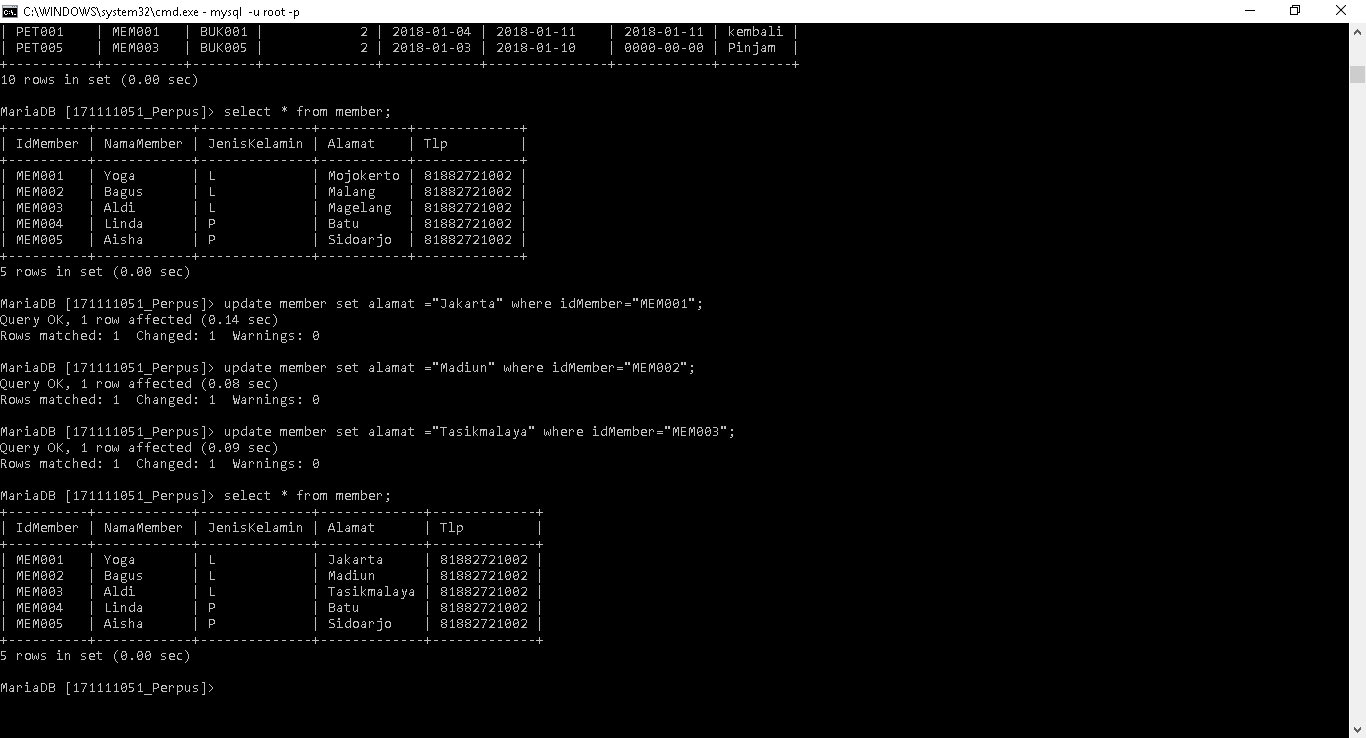 C:\WINDOWS\system32\cmd.exe - mysql -u root -p
| PET001    | MEM001   | BUK001 |            2 | 2018-01-04 | 2018-01-11    | 2018-01-11 | kembali |
| PET005    | MEM003   | BUK005 |            2 | 2018-01-03 | 2018-01-10    | 0000-00-00 | Pinjam  |
+-----------+----------+--------+--------------+------------+---------------+------------+---------+
10 rows in set (0.00 sec)
MariaDB [171111051_Perpus]> select * from member;
+----------+------------+--------------+-----------+-------------+
| IdMember | NamaMember | JenisKelamin | Alamat    | Tlp         |
+----------+------------+--------------+-----------+-------------+
| MEM001   | Yoga       | L            | Mojokerto | 81882721002 |
| MEM002   | Bagus      | L            | Malang    | 81882721002 |
| MEM003   | Aldi       | L            | Magelang  | 81882721002 |
| MEM004   | Linda      | P            | Batu      | 81882721002 |
| MEM005   | Aisha      | P            | Sidoarjo  | 81882721002 |
+----------+------------+--------------+-----------+-------------+
5 rows in set (0.00 sec)
MariaDB [171111051_Perpus]> update member set alamat ="Jakarta" where idMember="MEM001";
Query OK, 1 row affected (0.14 sec)
Rows matched: 1  Changed: 1  Warnings: 0
MariaDB [171111051_Perpus]> update member set alamat ="Madiun" where idMember="MEM002";
Query OK, 1 row affected (0.08 sec)
Rows matched: 1  Changed: 1  Warnings: 0
MariaDB [171111051_Perpus]> update member set alamat ="Tasikmalaya" where idMember="MEM003";
Query OK, 1 row affected (0.09 sec)
Rows matched: 1  Changed: 1  Warnings: 0
MariaDB [171111051_Perpus]> select * from member;
+----------+------------+--------------+-------------+-------------+
| IdMember | NamaMember | JenisKelamin | Alamat      | Tlp         |
+----------+------------+--------------+-------------+-------------+
| MEM001   | Yoga       | L            | Jakarta     | 81882721002 |
| MEM002   | Bagus      | L            | Madiun      | 81882721002 |
| MEM003   | Aldi       | L            | Tasikmalaya | 81882721002 |
| MEM004   | Linda      | P            | Batu        | 81882721002 |
| MEM005   | Aisha      | P            | Sidoarjo    | 81882721002 |
+----------+------------+--------------+-------------+-------------+
5 rows in set (0.00 sec)
MariaDB [171111051_Perpus]>